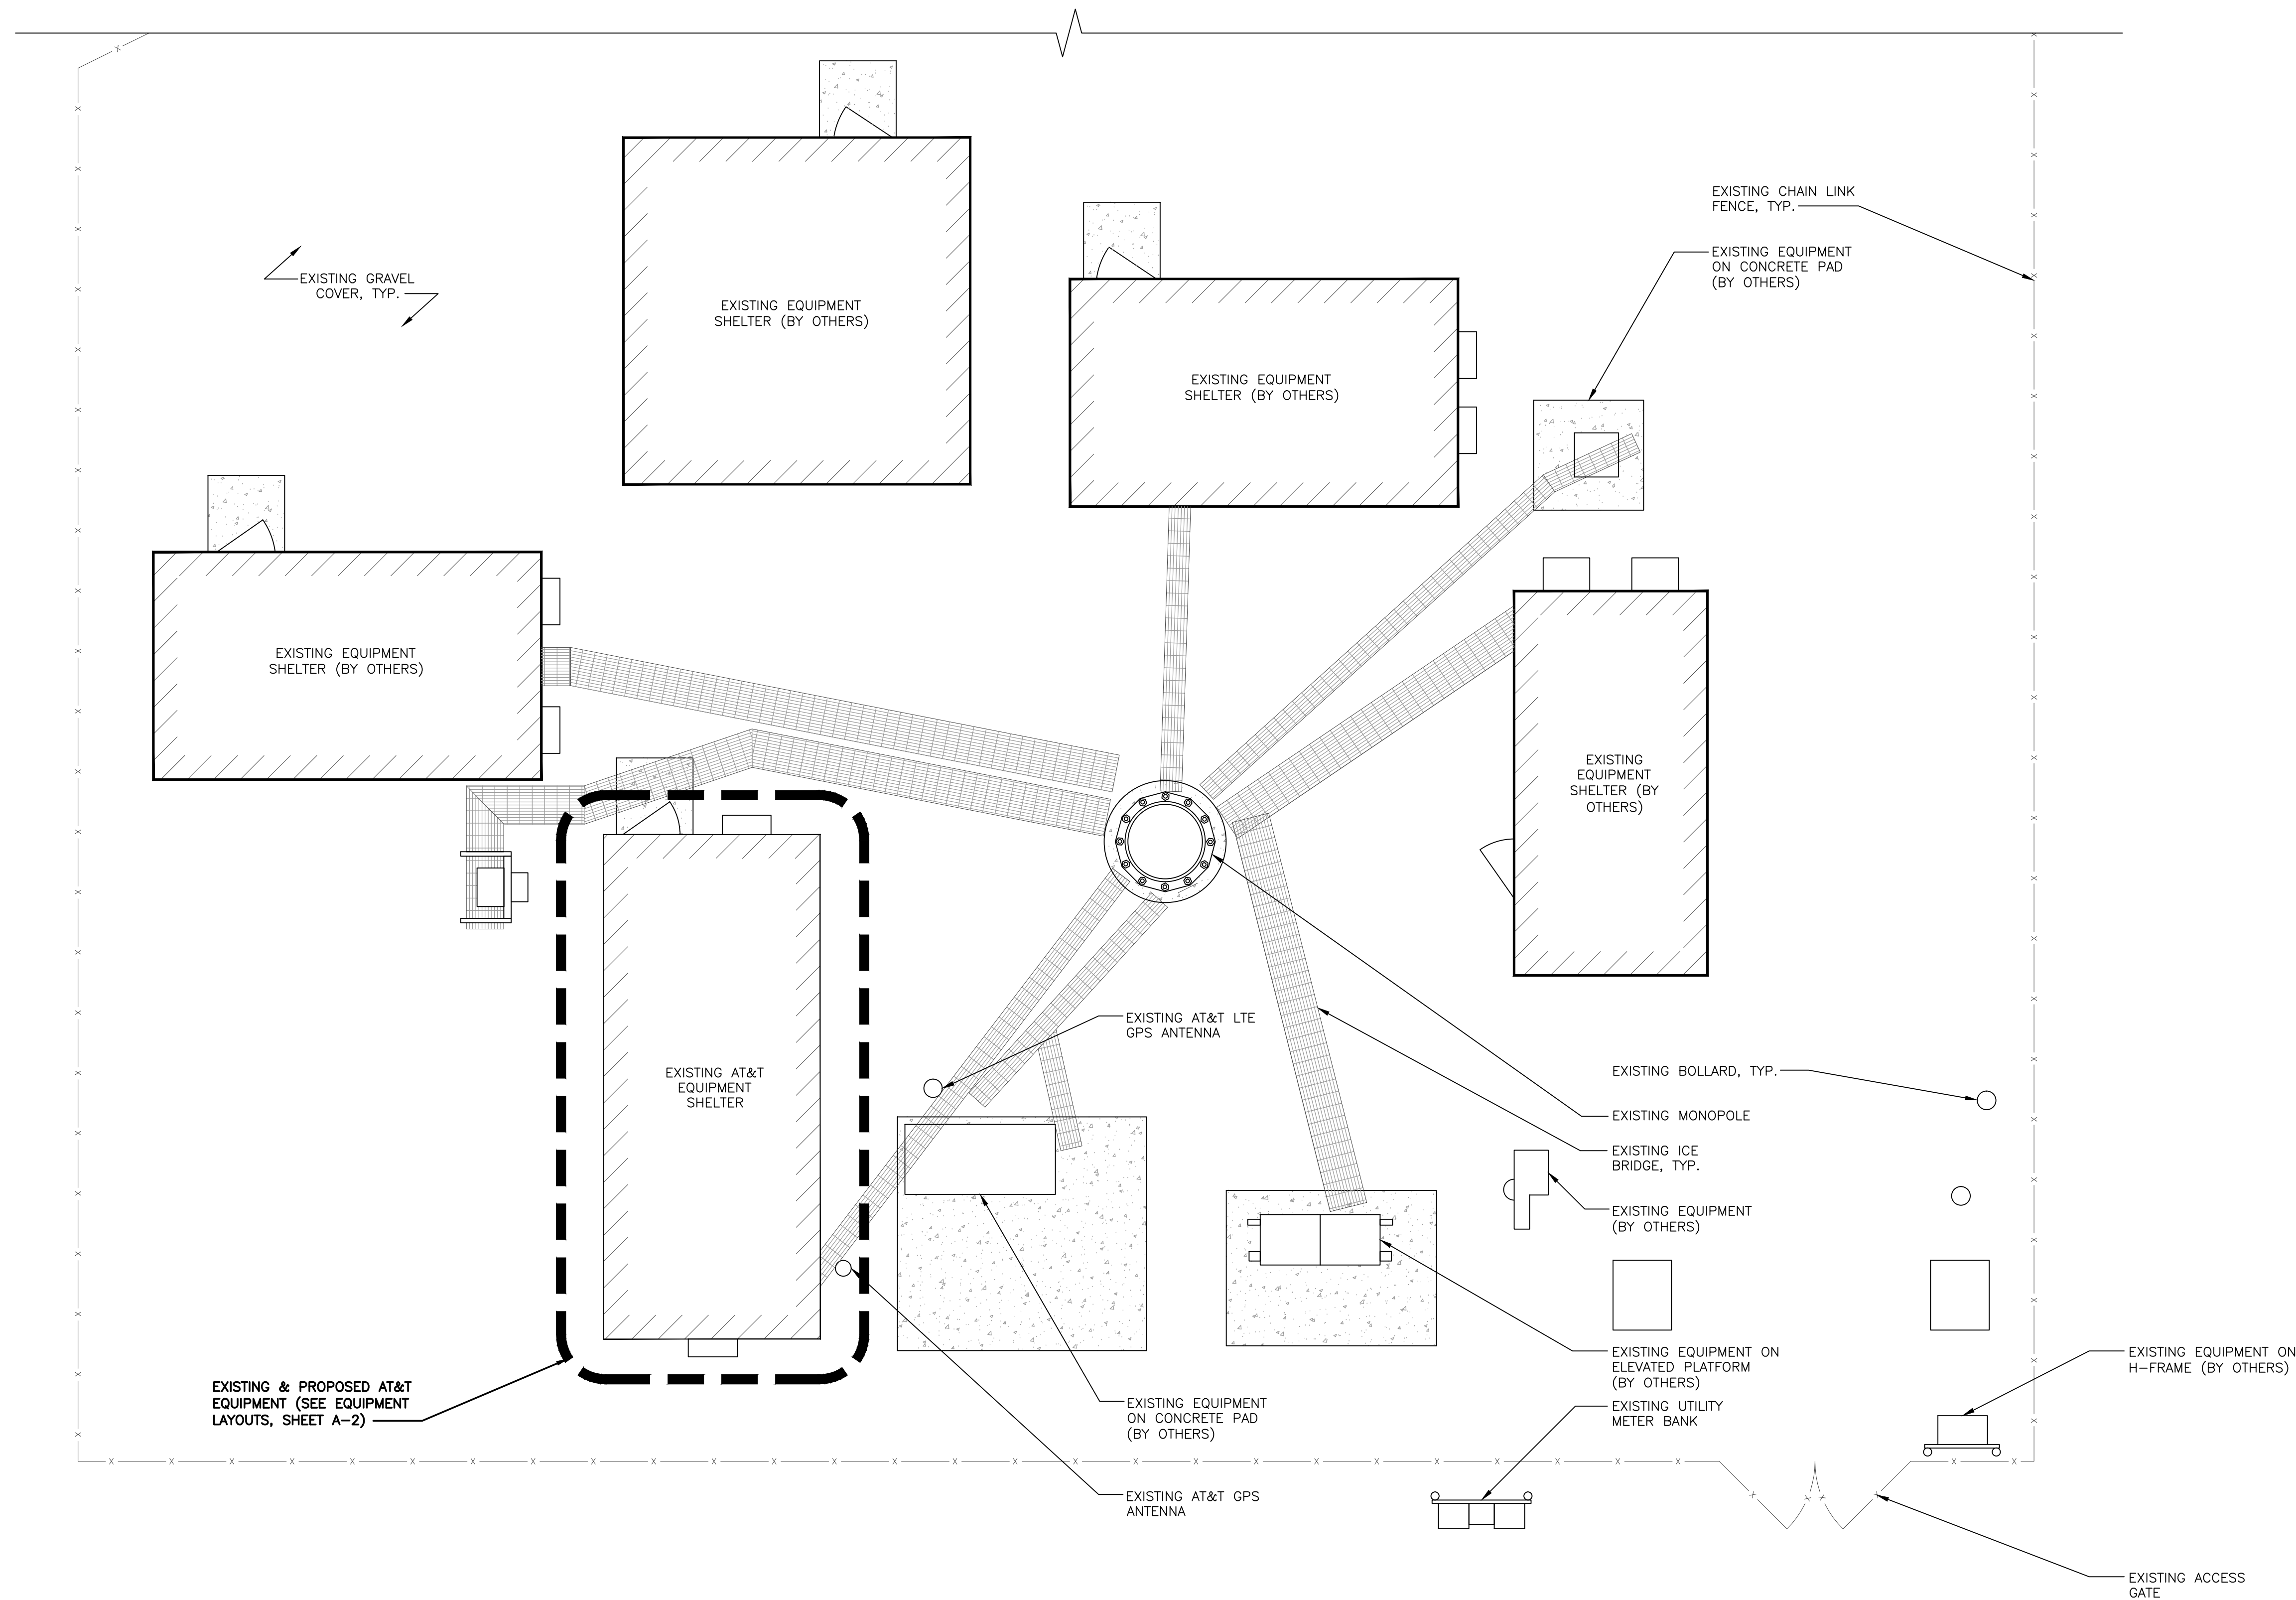 EXISTING CHAIN LINK
FENCE, TYP.
EXISTING EQUIPMENT
ON CONCRETE PAD
(BY OTHERS)
EXISTING GRAVEL
COVER, TYP.
EXISTING EQUIPMENT
SHELTER (BY OTHERS)
EXISTING EQUIPMENT
SHELTER (BY OTHERS)
EXISTING EQUIPMENT
SHELTER (BY OTHERS)
EXISTING
EQUIPMENT
SHELTER (BY
OTHERS)
EXISTING AT&T LTE
GPS ANTENNA
EXISTING AT&T
EQUIPMENT
SHELTER
EXISTING BOLLARD, TYP.
EXISTING MONOPOLE
EXISTING ICE
BRIDGE, TYP.
EXISTING EQUIPMENT
(BY OTHERS)
EXISTING EQUIPMENT ON
ELEVATED PLATFORM
(BY OTHERS)
EXISTING EQUIPMENT ON
H-FRAME (BY OTHERS)
EXISTING & PROPOSED AT&T
EQUIPMENT (SEE EQUIPMENT
LAYOUTS, SHEET A-2)
EXISTING EQUIPMENT
ON CONCRETE PAD
(BY OTHERS)
EXISTING UTILITY
METER BANK
EXISTING AT&T GPS
ANTENNA
EXISTING ACCESS
GATE